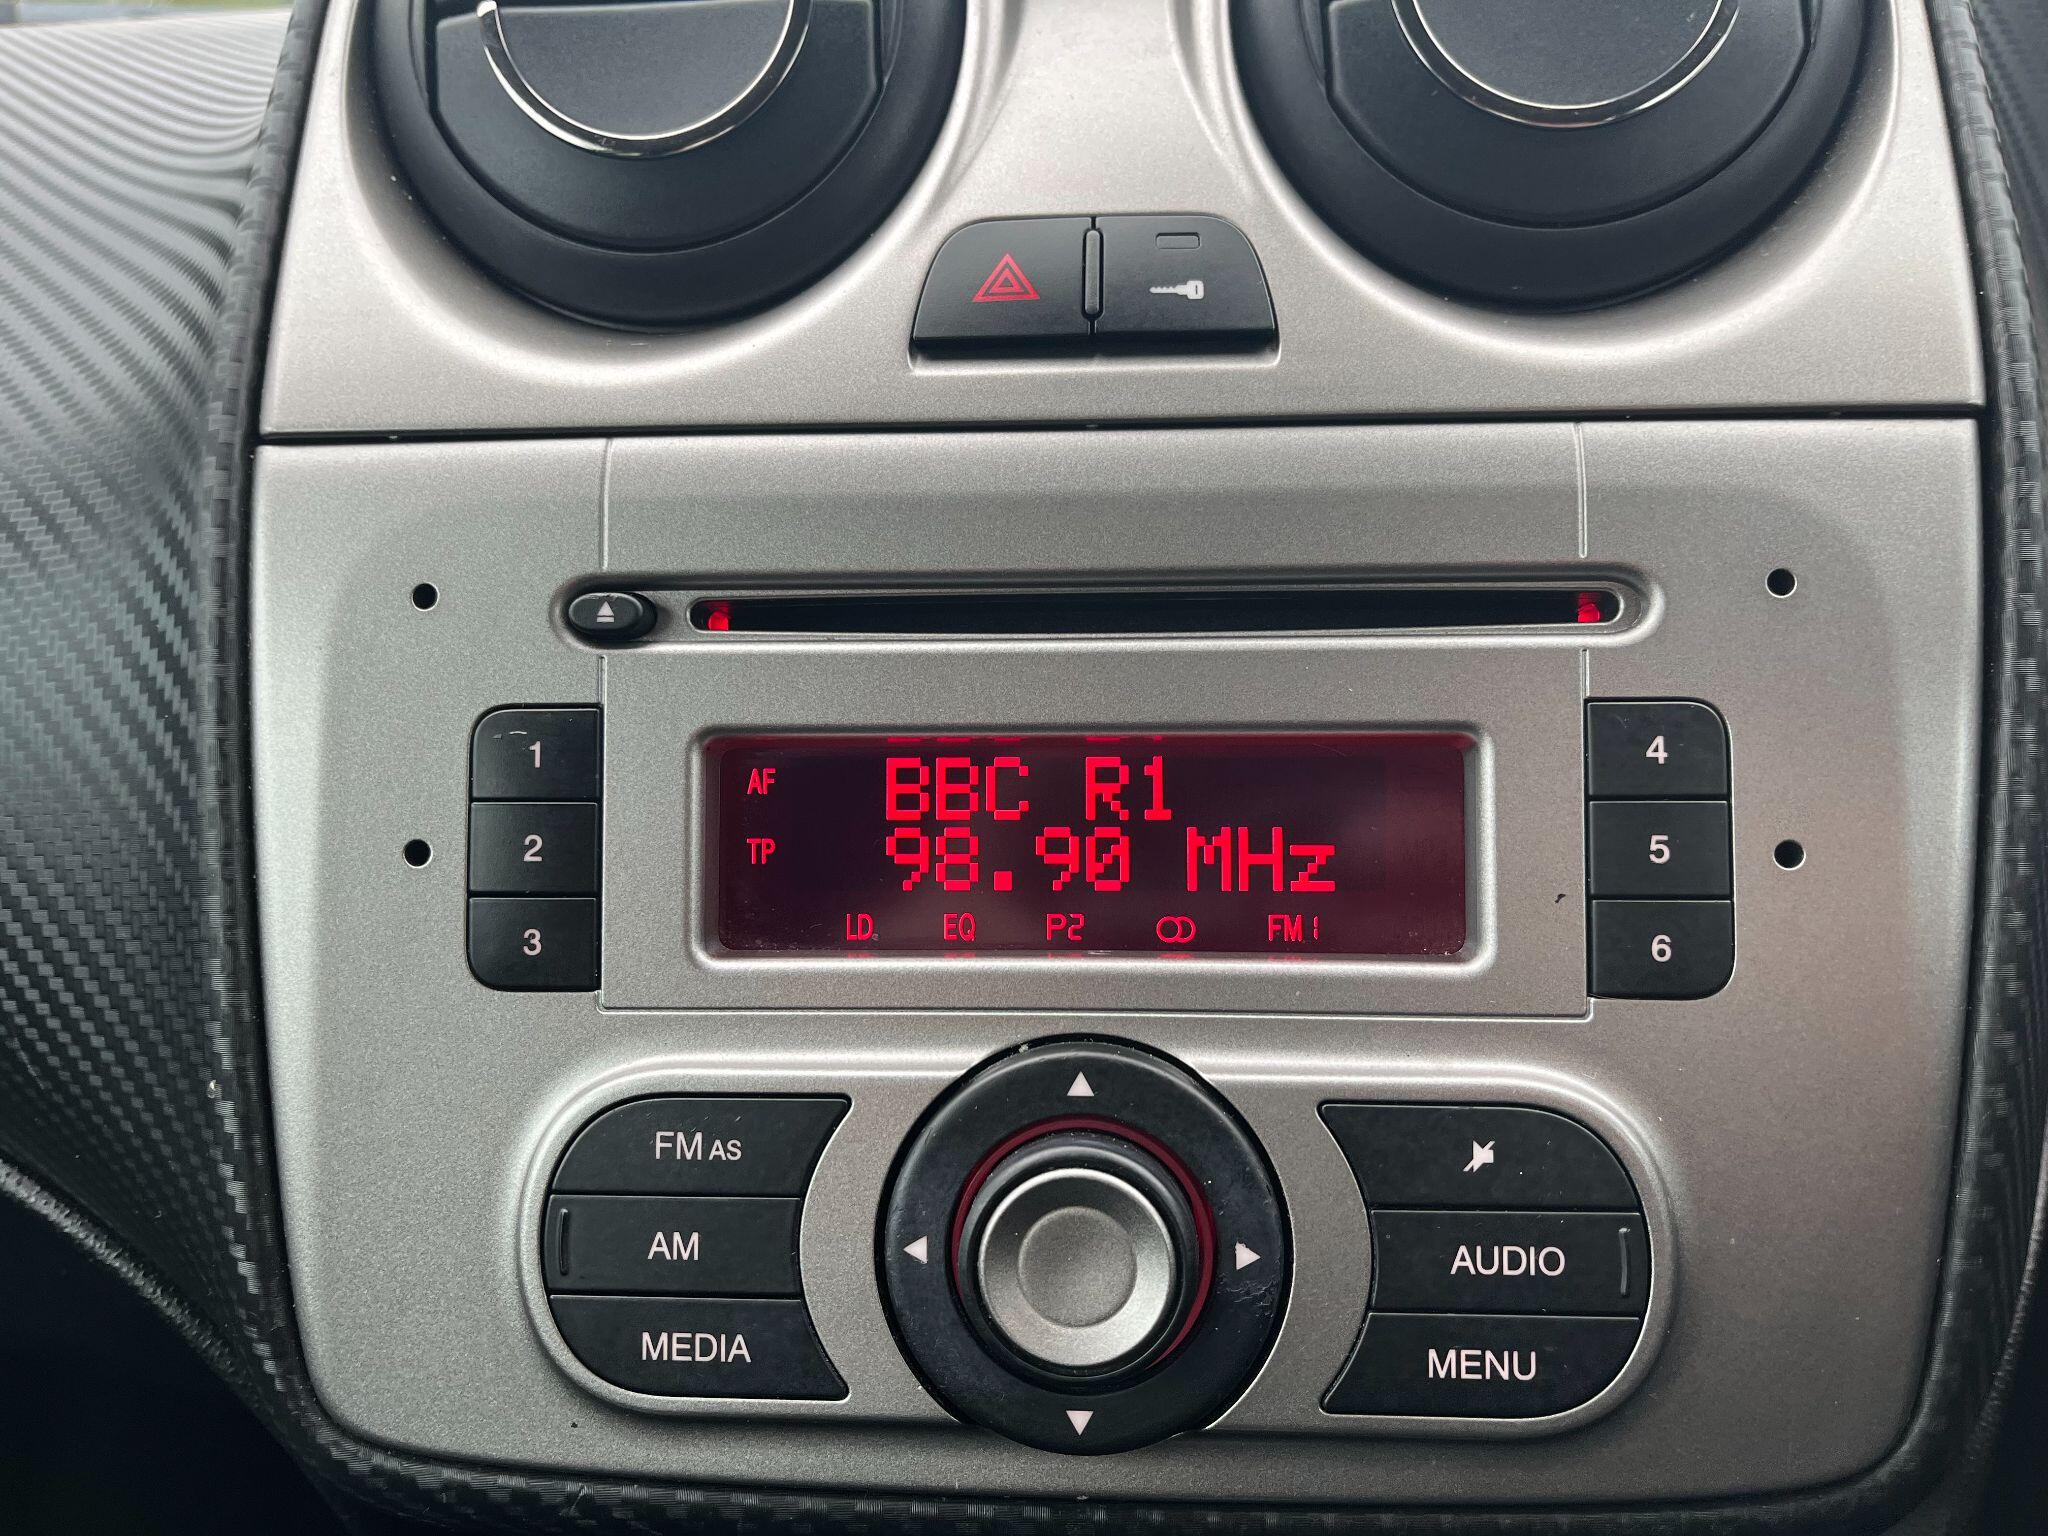 1
2
3
AF BBC R1
TP 98.90 MHz
LD EQ P2 FM1
4
5
6
FM AS
AM
MEDIA
AUDIO
MENU